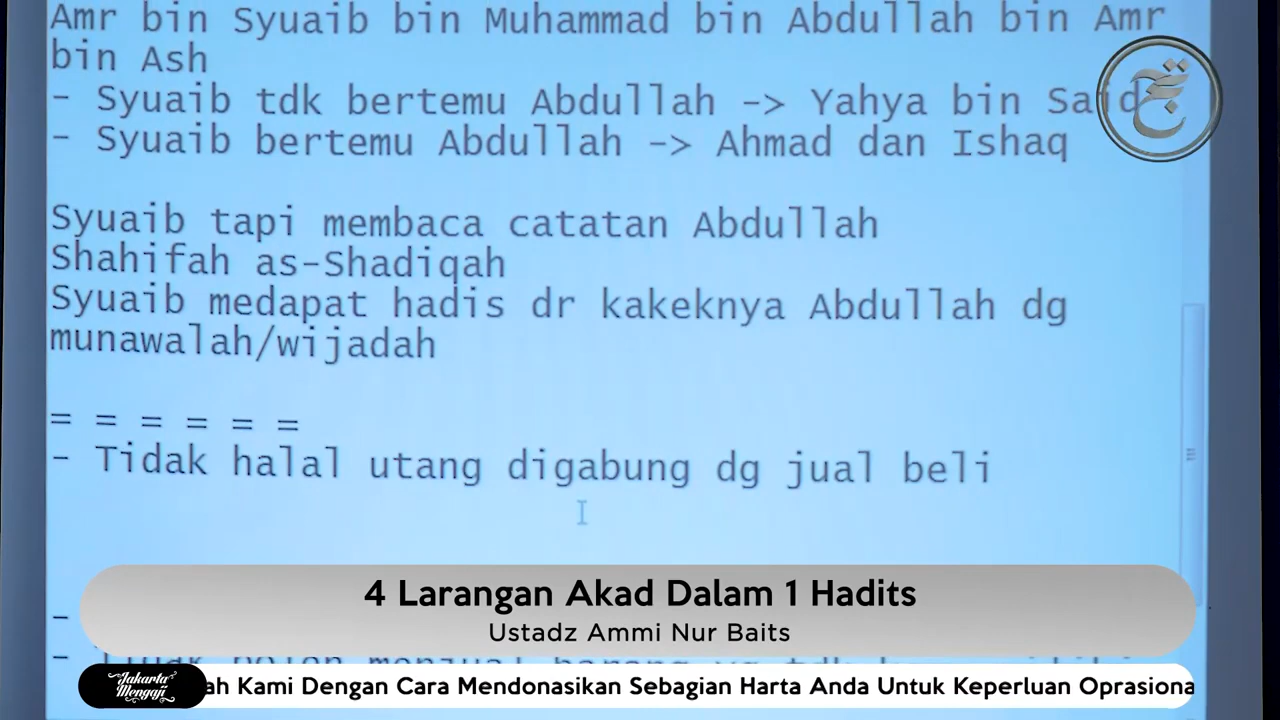 Amr bin Syuaib bin Muhammad bin Abdullah bin Amr
bin Ash
- Syuaib tdk bertemu Abdullah -> Yahya bin Said
- Syuaib bertemu Abdullah -> Ahmad dan Ishaq
Syuaib tapi membaca catatan Abdullah
Shahifah as-Shadiqah
Syuaib medapat hadis dr kakeknya Abdullah dg
munawalah/wijadah
= = = = = =
- Tidak halal utang digabung dg jual beli
4 Larangan Akad Dalam 1 Hadits
Ustadz Ammi Nur Baits
-
Jakarta
Mengaji
ah Kami Dengan Cara Mendonasikan Sebagian Harta Anda Untuk Keperluan Oprasiona